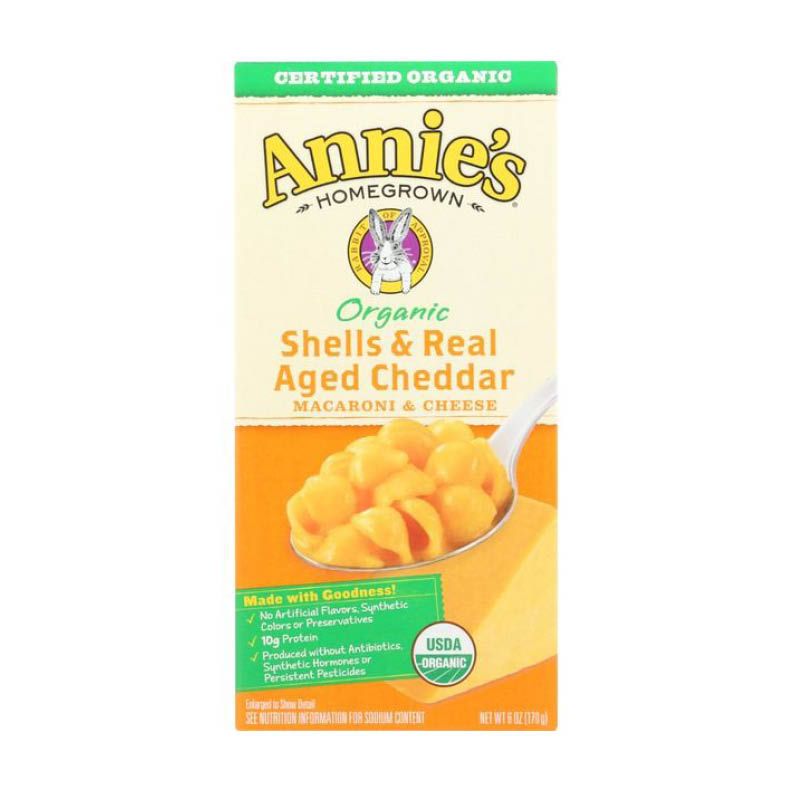 CERTIFIED ORGANIC
Annie's
HOMEGROWN
RABBIT OF APPROVAL
Organic
Shells & Real
Aged Cheddar
MACARONI & CHEESE
Made with Goodness!
✓ No Artificial Flavors, Synthetic
Colors or Preservatives
✓ 10g Protein
✓ Produced without Antibiotics,
Synthetic Hormones or
Persistent Pesticides
USDA
ORGANIC
Enlarged to Show Detail
SEE NUTRITION INFORMATION FOR SODIUM CONTENT
NET WT 6 OZ (170g)